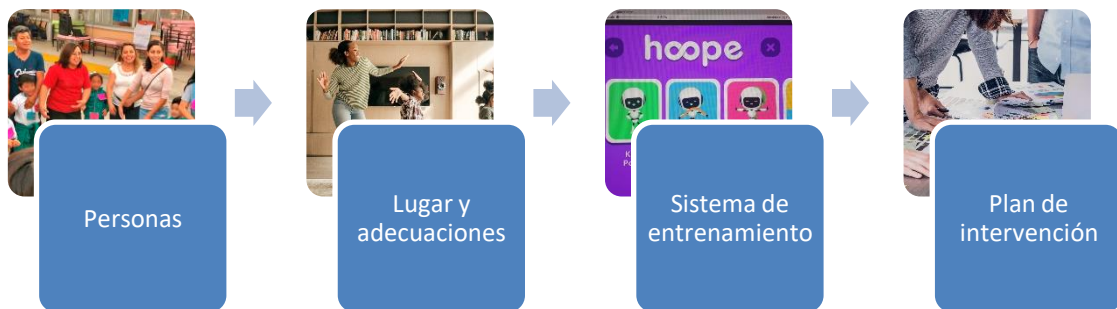 hoope
Personas
Lugar y
adecuaciones
Sistema de
entrenamiento
Plan de
intervención